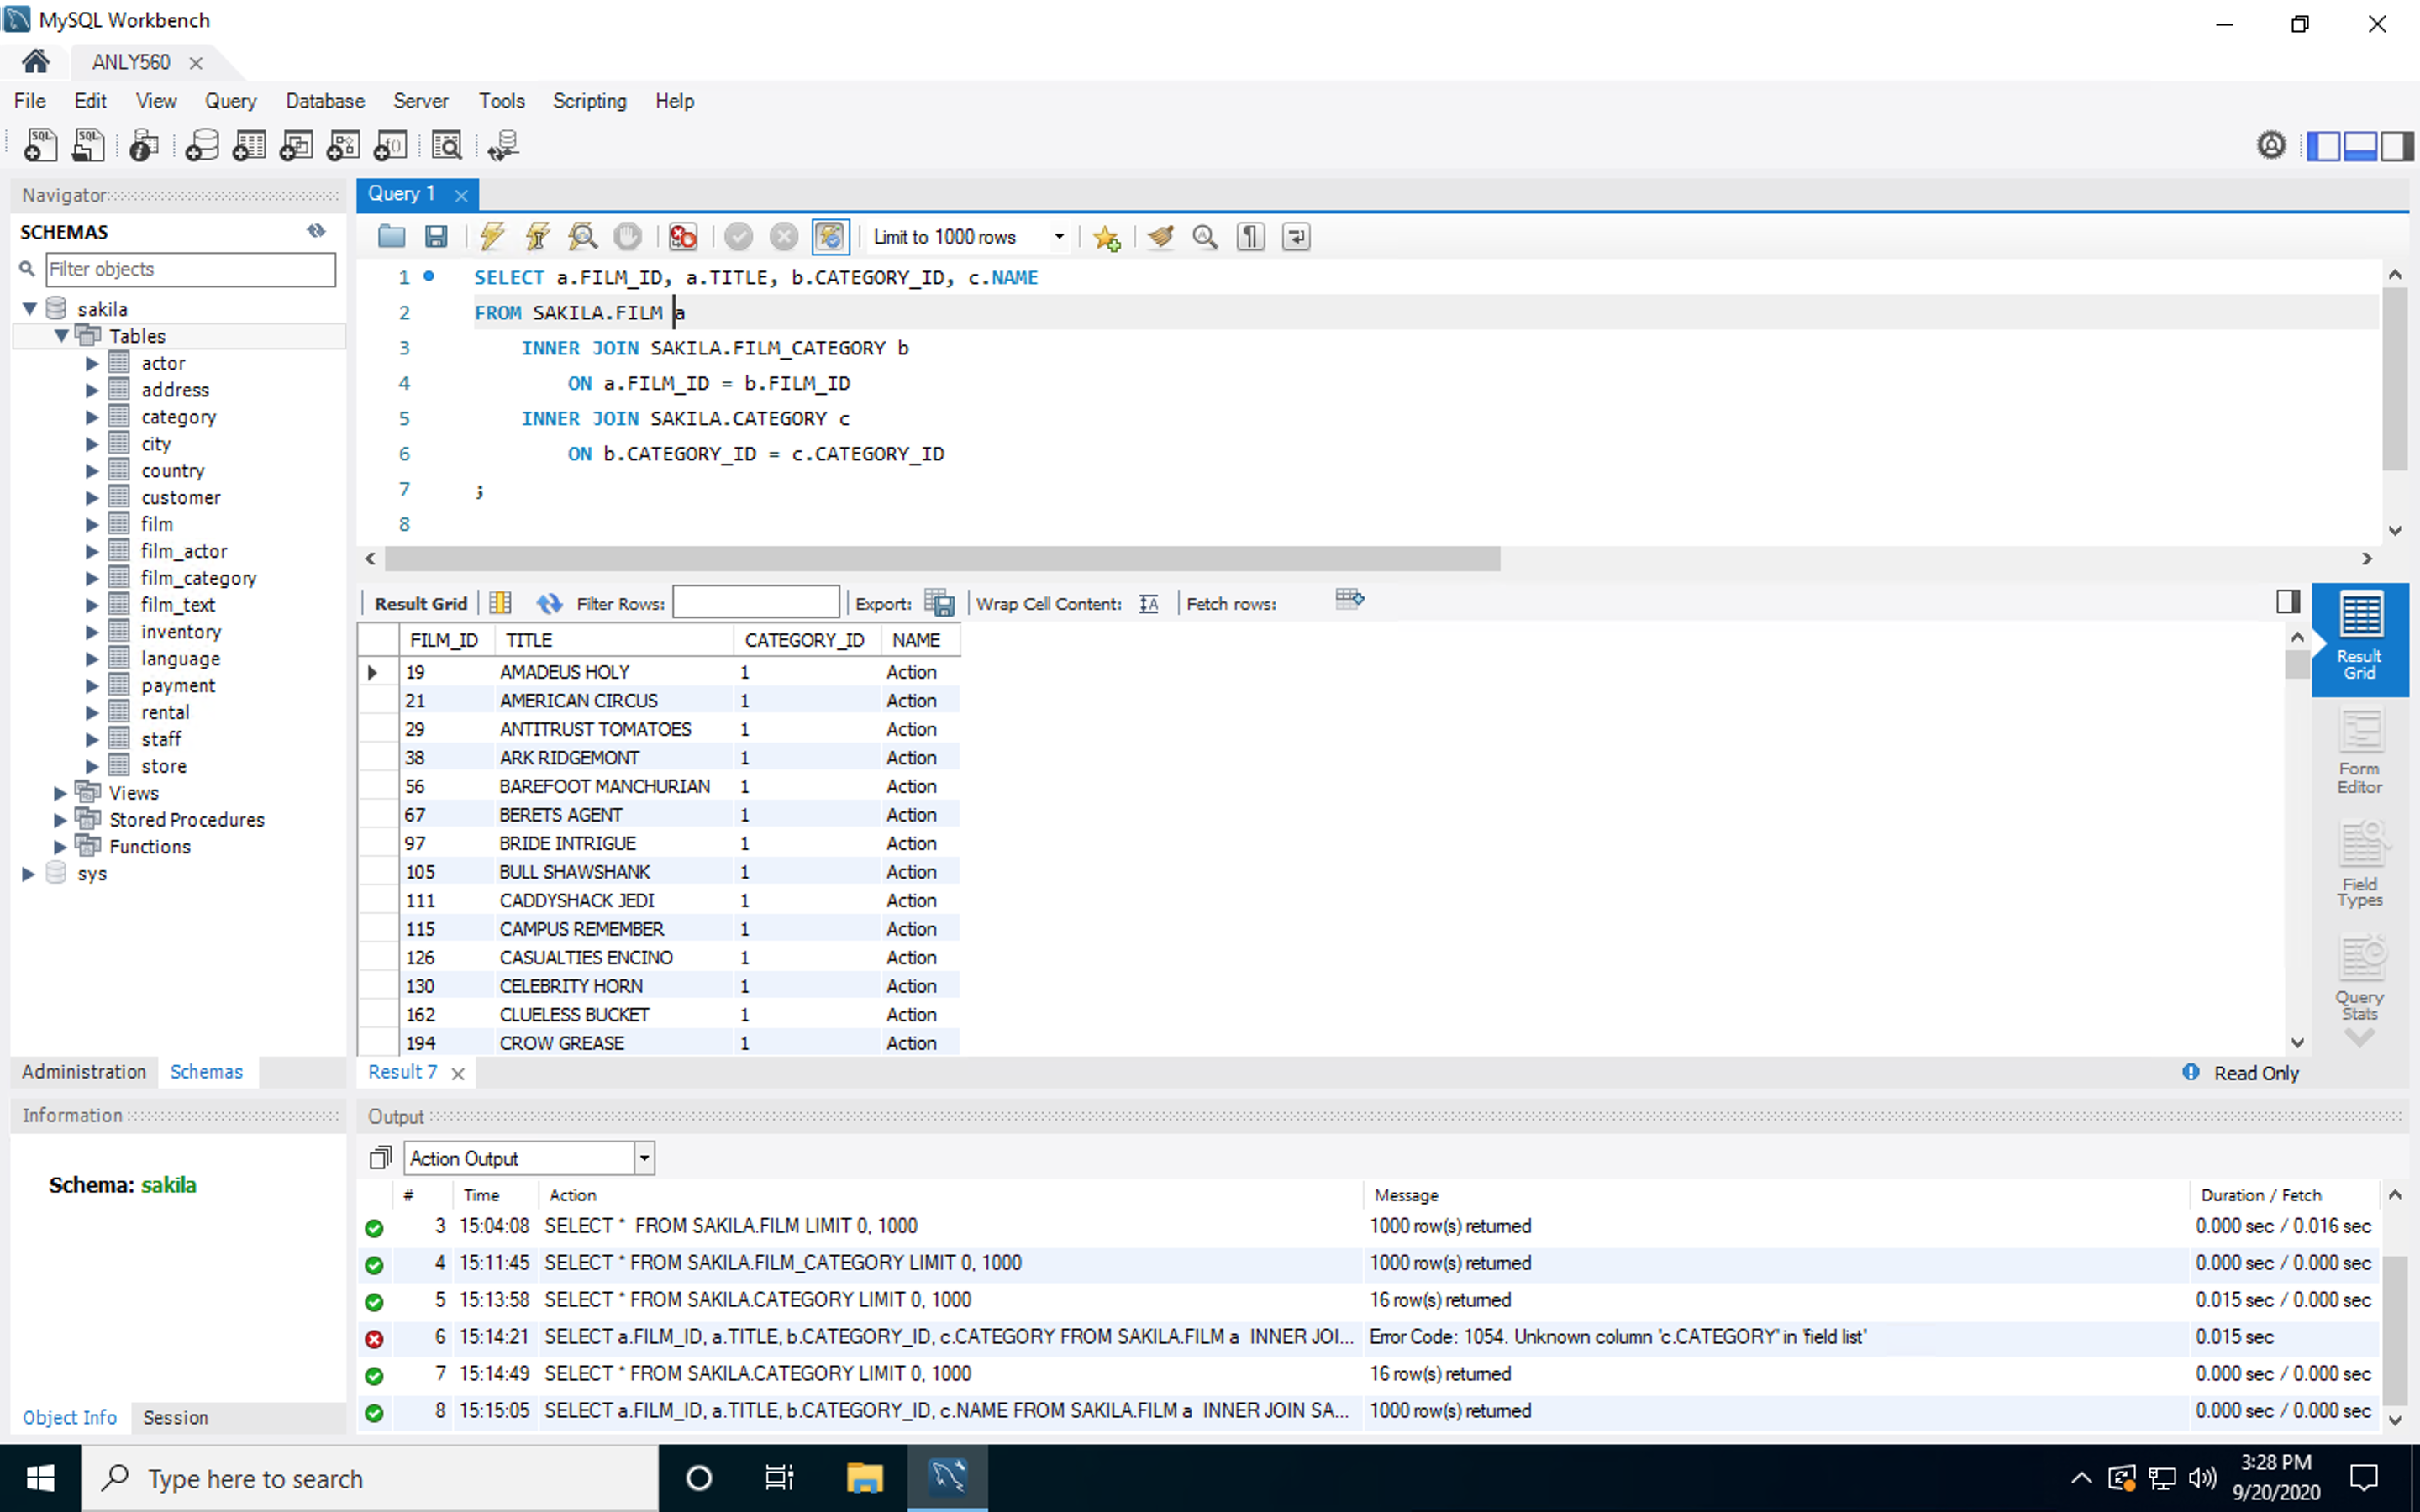 MySQL Workbench
ANLY560
File Edit View Query Database Server Tools Scripting Help
Navigator
SCHEMAS
Filter objects
sakila
Tables
actor
address
category
city
country
customer
film
film_actor
film_category
film_text
inventory
language
payment
rental
staff
store
Views
Stored Procedures
Functions
sys
Administration Schemas
Information
Schema: sakila
Object Info Session
Query 1
Limit to 1000 rows
1 SELECT a.FILM_ID, a.TITLE, b.CATEGORY_ID, c.NAME
2 FROM SAKILA.FILM a
3 INNER JOIN SAKILA.FILM_CATEGORY b
4 ON a.FILM_ID = b.FILM_ID
5 INNER JOIN SAKILA.CATEGORY c
6 ON b.CATEGORY_ID = c.CATEGORY_ID
7 ;
8
Result Grid Filter Rows: Export: Wrap Cell Content: Fetch rows:
FILM_ID TITLE CATEGORY_ID NAME
19 AMADEUS HOLY 1 Action
21 AMERICAN CIRCUS 1 Action
29 ANTITRUST TOMATOES 1 Action
38 ARK RIDGEMONT 1 Action
56 BAREFOOT MANCHURIAN 1 Action
67 BERETS AGENT 1 Action
97 BRIDE INTRIGUE 1 Action
105 BULL SHAWSHANK 1 Action
111 CADDYSHACK JEDI 1 Action
115 CAMPUS REMEMBER 1 Action
126 CASUALTIES ENCINO 1 Action
130 CELEBRITY HORN 1 Action
162 CLUELESS BUCKET 1 Action
194 CROW GREASE 1 Action
Result
Grid
Form
Editor
Field
Types
Query
Stats
Result 7
Read Only
Output
Action Output
# Time Action Message Duration / Fetch
3 15:04:08 SELECT * FROM SAKILA.FILM LIMIT 0, 1000 1000 row(s) returned 0.000 sec / 0.016 sec
4 15:11:45 SELECT * FROM SAKILA.FILM_CATEGORY LIMIT 0, 1000 1000 row(s) returned 0.000 sec / 0.000 sec
5 15:13:58 SELECT * FROM SAKILA.CATEGORY LIMIT 0, 1000 16 row(s) returned 0.015 sec / 0.000 sec
6 15:14:21 SELECT a.FILM_ID, a.TITLE, b.CATEGORY_ID, c.CATEGORY FROM SAKILA.FILM a INNER JOI... Error Code: 1054. Unknown column 'c.CATEGORY' in 'field list' 0.015 sec
7 15:14:49 SELECT * FROM SAKILA.CATEGORY LIMIT 0, 1000 16 row(s) returned 0.000 sec / 0.000 sec
8 15:15:05 SELECT a.FILM_ID, a.TITLE, b.CATEGORY_ID, c.NAME FROM SAKILA.FILM a INNER JOIN SA... 1000 row(s) returned 0.000 sec / 0.000 sec
Type here to search
3:28 PM
9/20/2020